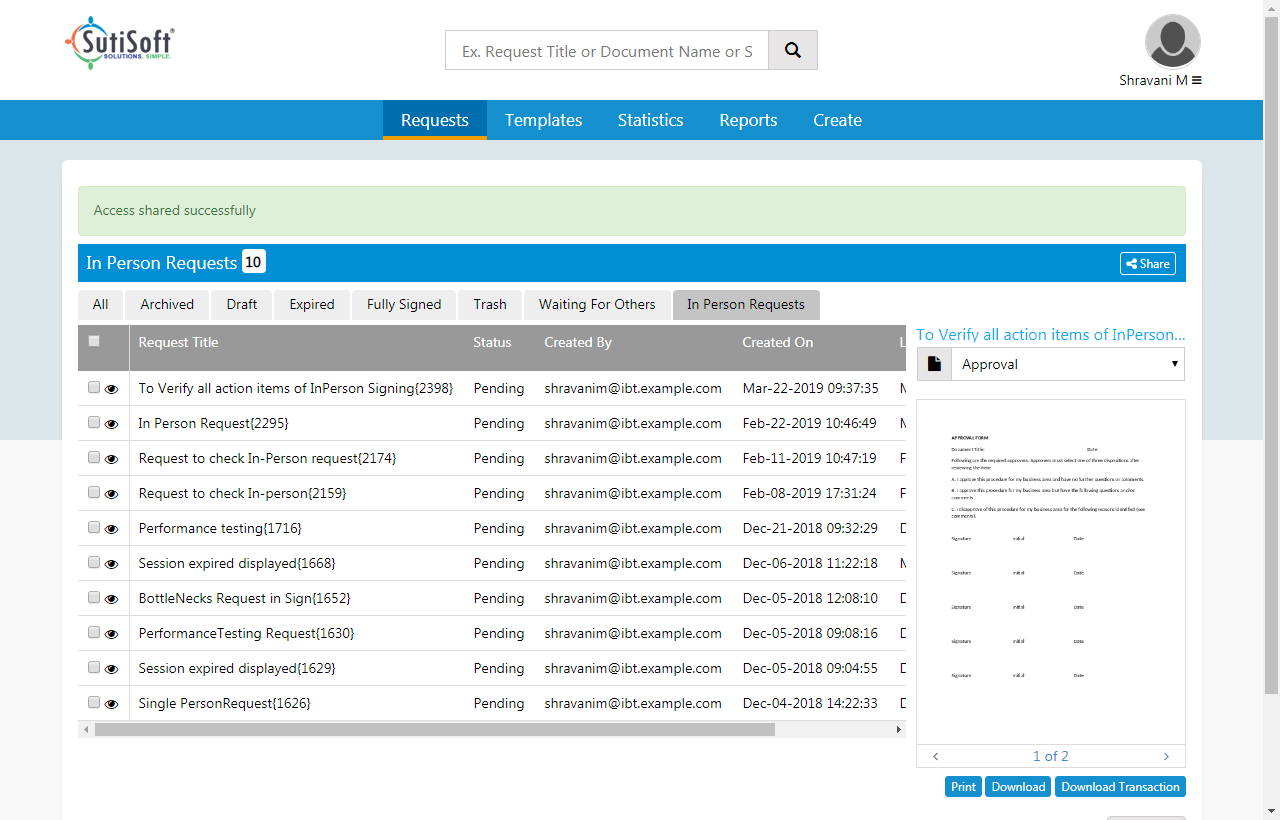 SutiSoft®
SOLUTIONS. SIMPLE.
Ex. Request Title or Document Name or S
Shravani M
Requests Templates Statistics Reports Create
Access shared successfully
In Person Requests 10
Share
All Archived Draft Expired Fully Signed Trash Waiting For Others In Person Requests
Request Title Status Created By Created On L
To Verify all action items of InPerson Signing{2398} Pending shravanim@ibt.example.com Mar-22-2019 09:37:35 M
In Person Request{2295} Pending shravanim@ibt.example.com Feb-22-2019 10:46:49 M
Request to check In-Person request{2174} Pending shravanim@ibt.example.com Feb-11-2019 10:47:19 F
Request to check In-person{2159} Pending shravanim@ibt.example.com Feb-08-2019 17:31:24 F
Performance testing{1716} Pending shravanim@ibt.example.com Dec-21-2018 09:32:29 D
Session expired displayed{1668} Pending shravanim@ibt.example.com Dec-06-2018 11:22:18 M
BottleNecks Request in Sign{1652} Pending shravanim@ibt.example.com Dec-05-2018 12:08:10 D
PerformanceTesting Request{1630} Pending shravanim@ibt.example.com Dec-05-2018 09:08:16 D
Session expired displayed{1629} Pending shravanim@ibt.example.com Dec-05-2018 09:04:55 D
Single PersonRequest{1626} Pending shravanim@ibt.example.com Dec-04-2018 14:22:33 D
To Verify all action items of InPerson...
Approval
APPROVAL FORM
Document Title: Date:
Following are the required approvers. Approvers must select one of three dispositions after
reviewing the item:
A. I approve this procedure for my business area and have no further questions or comments.
B. I approve this procedure for my business area but have the following questions and/or
comments.
C. I disapprove of this procedure for my business area for the following reasons identified (see
comments).
Signature Initial Date
Signature Initial Date
Signature Initial Date
Signature Initial Date
Signature Initial Date
1 of 2
Print Download Download Transaction